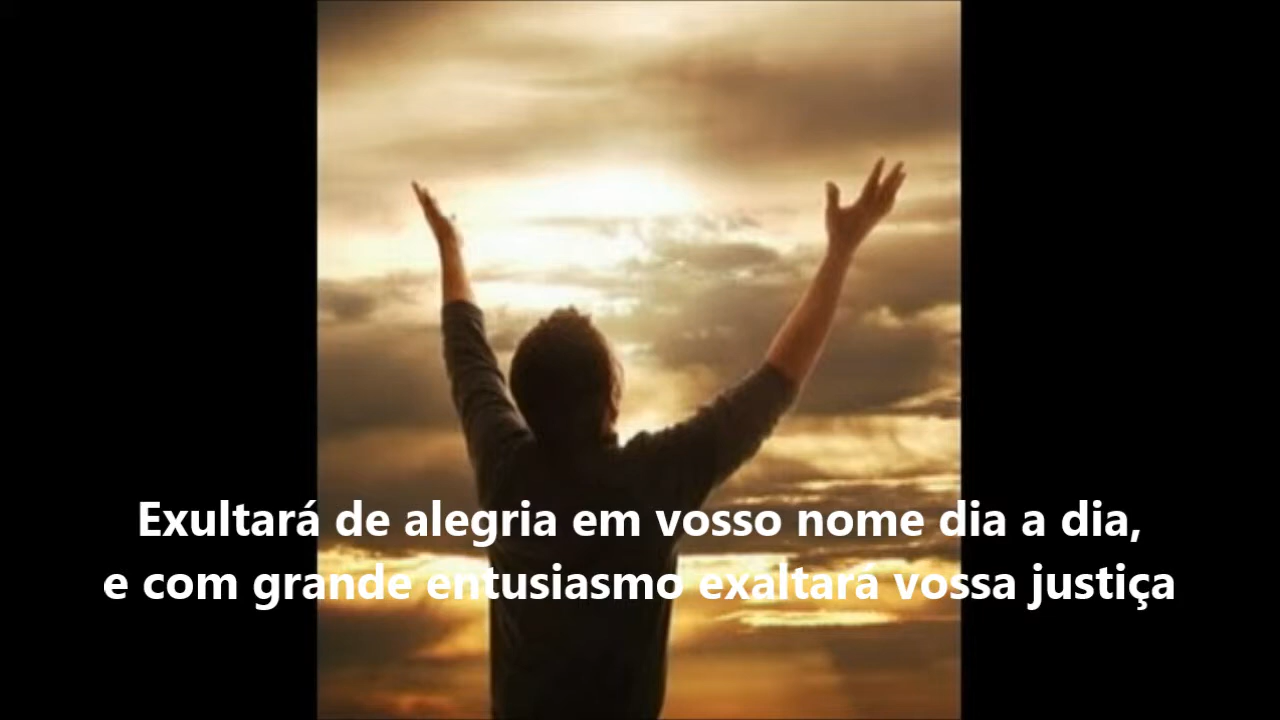 Exultará de alegria em vosso nome dia a dia,
e com grande entusiasmo exaltará vossa justiça